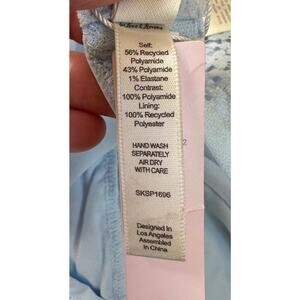 Self:
56% Recycled
Polyamide
43% Polyamide
1% Elastane
Contrast:
100% Polyamide
Lining:
100% Recycled
Polyester
HAND WASH
SEPARATELY
AIR DRY
WITH CARE
SKSP1696
Designed In
Los Angeles
Assembled
In China
2